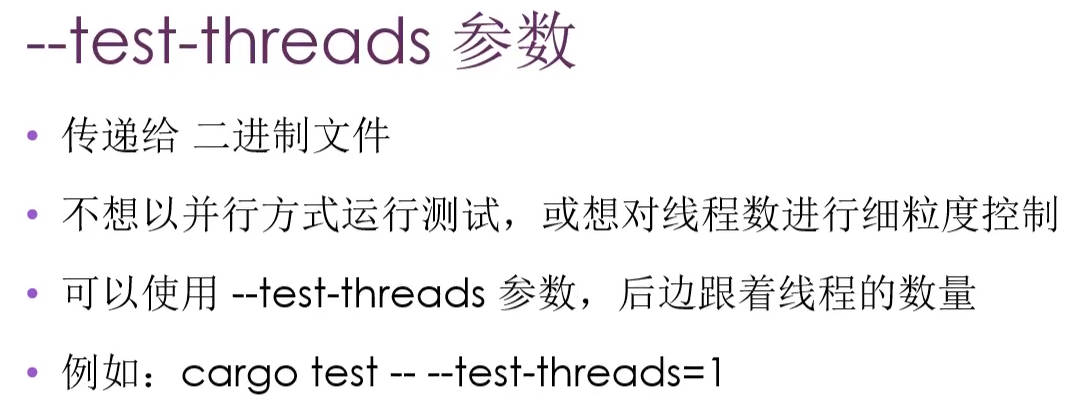 --test-threads 参数
• 传递给 二进制文件
• 不想以并行方式运行测试，或想对线程数进行细粒度控制
• 可以使用 --test-threads 参数，后边跟着线程的数量
• 例如：cargo test -- --test-threads=1